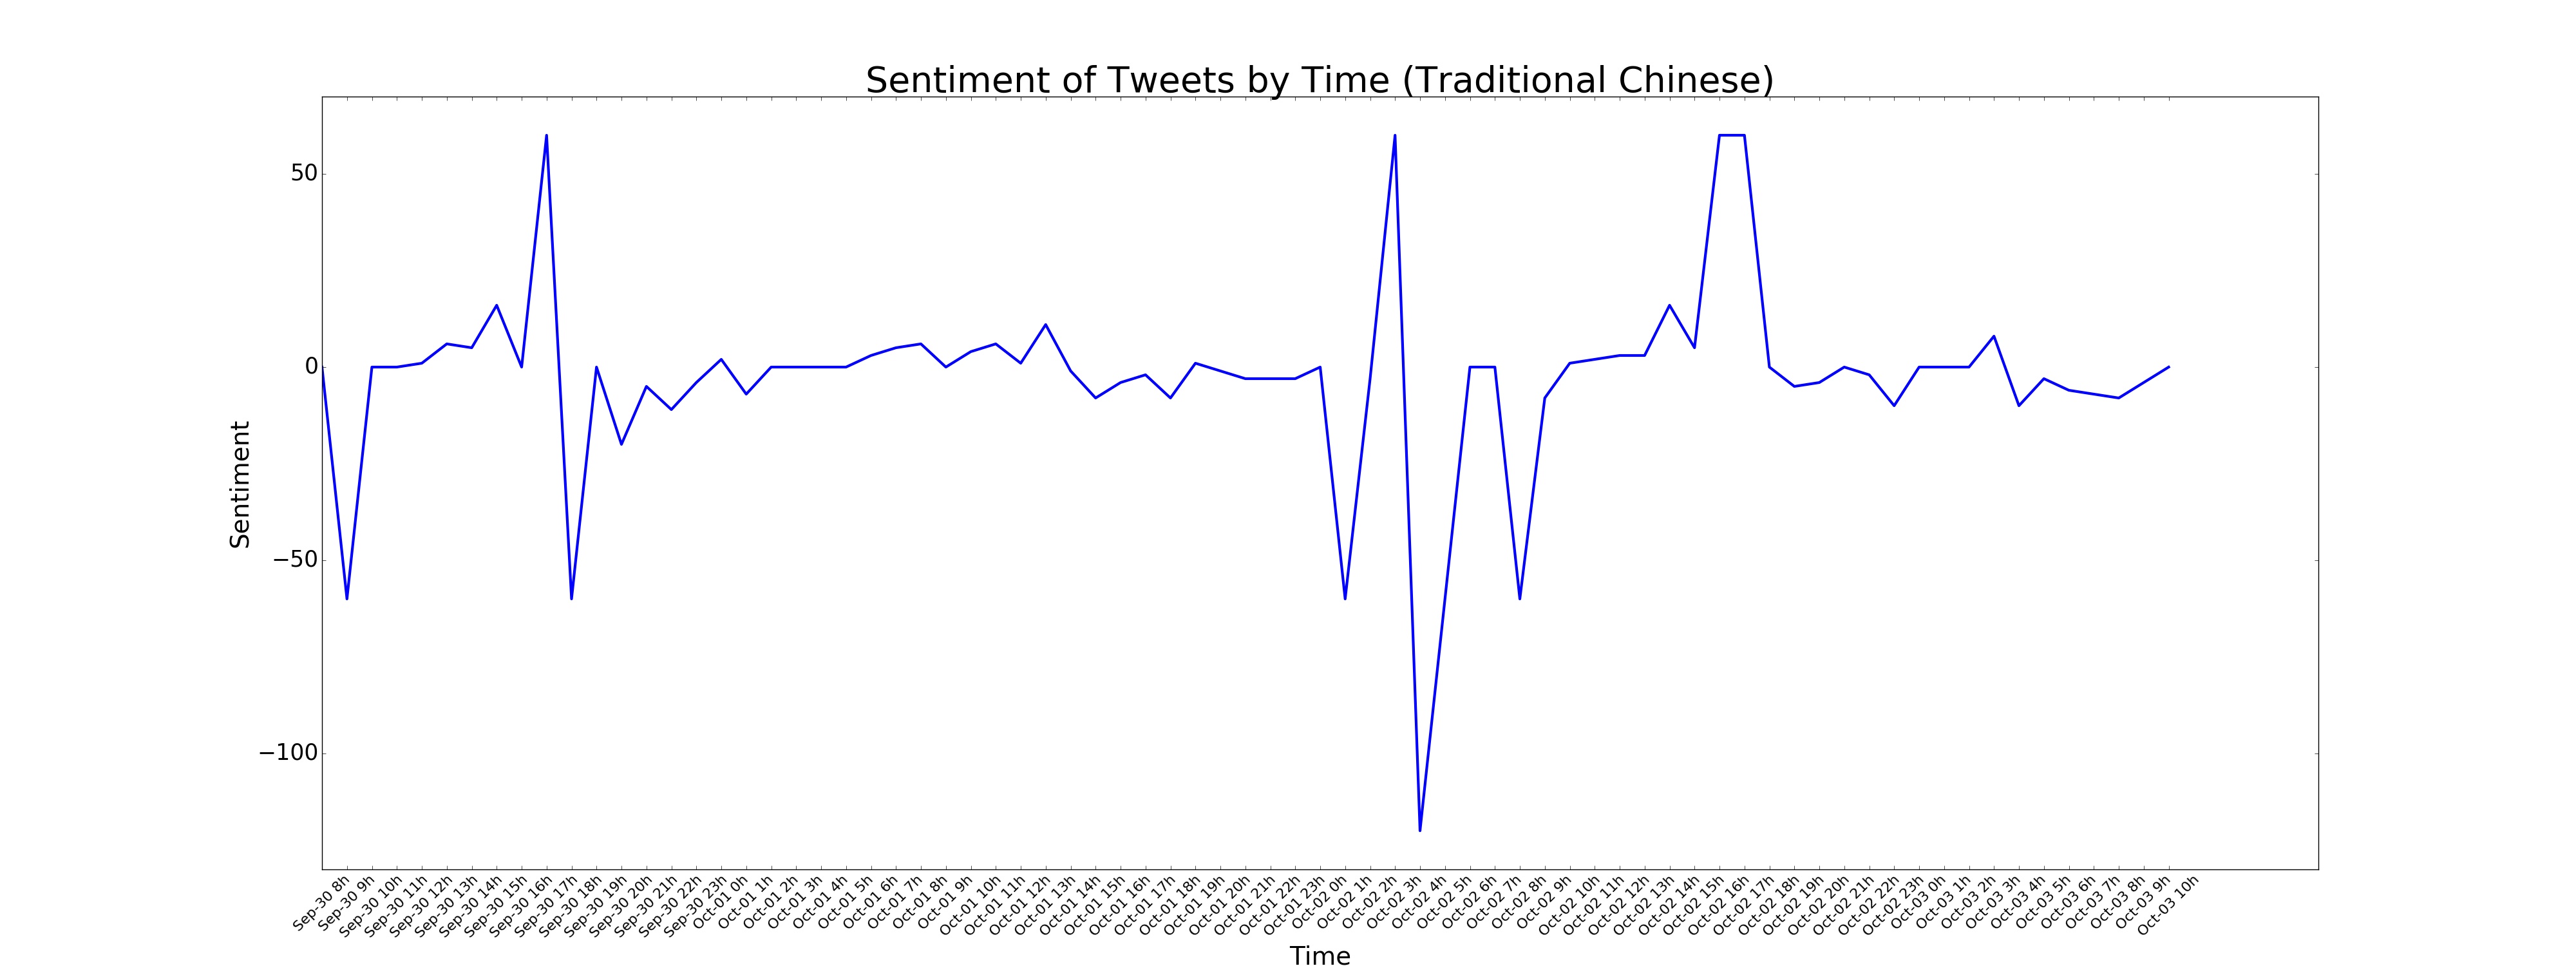 Sentiment of Tweets by Time (Traditional Chinese)
50
0
−50
−100
Sentiment
Sep-30 8h
Sep-30 9h
Sep-30 10h
Sep-30 11h
Sep-30 12h
Sep-30 13h
Sep-30 14h
Sep-30 15h
Sep-30 16h
Sep-30 17h
Sep-30 18h
Sep-30 19h
Sep-30 20h
Sep-30 21h
Sep-30 22h
Sep-30 23h
Oct-01 0h
Oct-01 1h
Oct-01 2h
Oct-01 3h
Oct-01 4h
Oct-01 5h
Oct-01 6h
Oct-01 7h
Oct-01 8h
Oct-01 9h
Oct-01 10h
Oct-01 11h
Oct-01 12h
Oct-01 13h
Oct-01 14h
Oct-01 15h
Oct-01 16h
Oct-01 17h
Oct-01 18h
Oct-01 19h
Oct-01 20h
Oct-01 21h
Oct-01 22h
Oct-01 23h
Oct-02 0h
Oct-02 1h
Oct-02 2h
Oct-02 3h
Oct-02 4h
Oct-02 5h
Oct-02 6h
Oct-02 7h
Oct-02 8h
Oct-02 9h
Oct-02 10h
Oct-02 11h
Oct-02 12h
Oct-02 13h
Oct-02 14h
Oct-02 15h
Oct-02 16h
Oct-02 17h
Oct-02 18h
Oct-02 19h
Oct-02 20h
Oct-02 21h
Oct-02 22h
Oct-02 23h
Oct-03 0h
Oct-03 1h
Oct-03 2h
Oct-03 3h
Oct-03 4h
Oct-03 5h
Oct-03 6h
Oct-03 7h
Oct-03 8h
Oct-03 9h
Oct-03 10h
Time